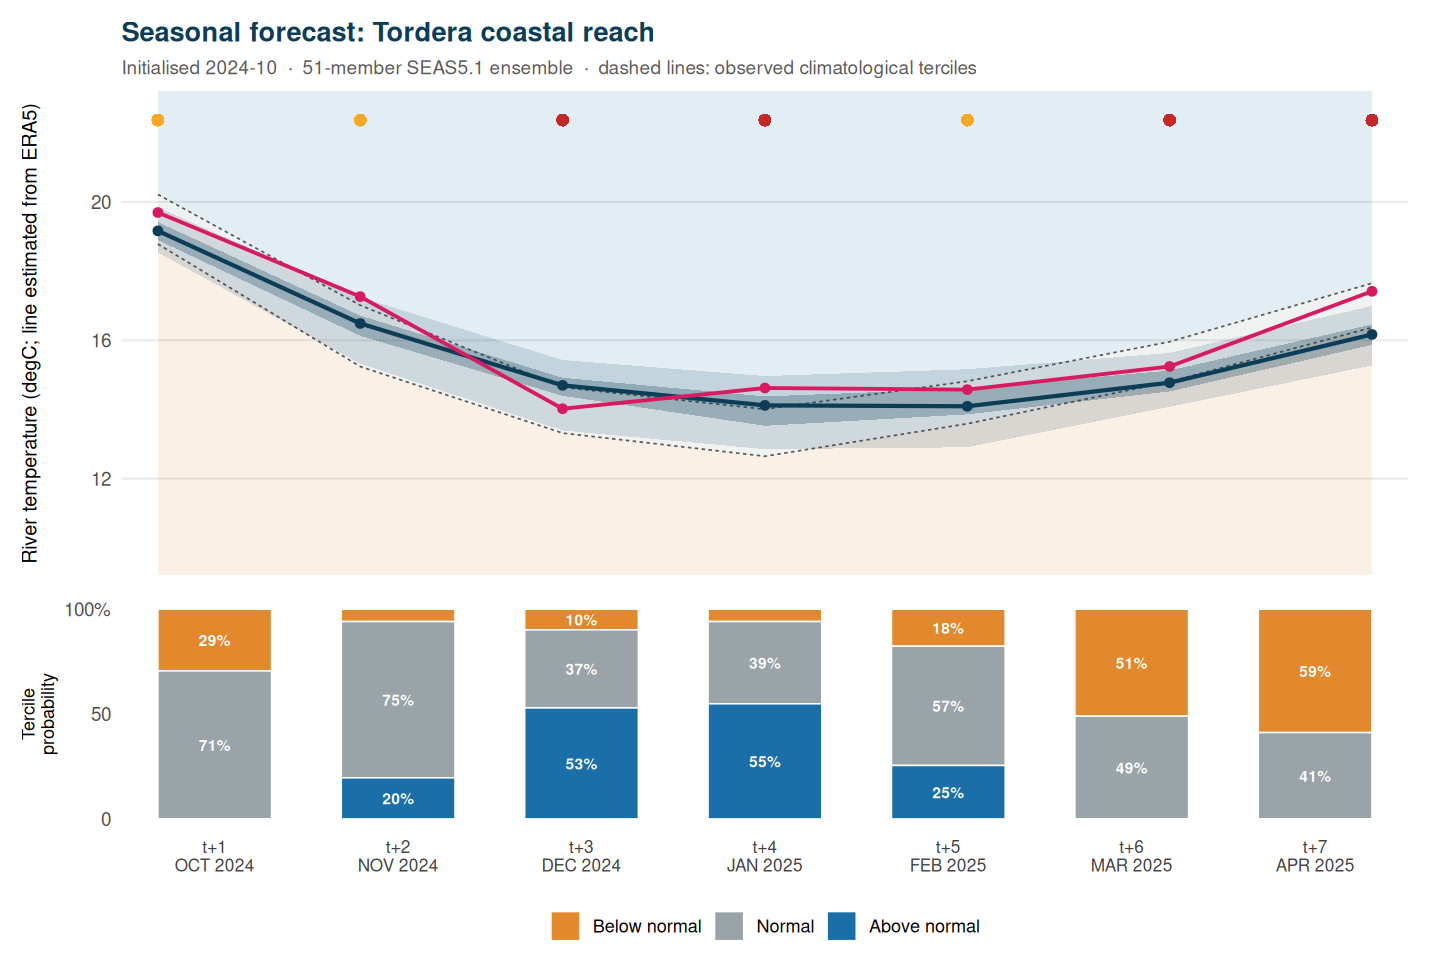 Seasonal forecast: Tordera coastal reach
Initialised 2024-10 · 51-member SEAS5.1 ensemble · dashed lines: observed climatological terciles
River temperature (degC; line estimated from ERA5)
20
16
12
Tercile
probability
100%
50
0
29%
71%
75%
20%
10%
37%
53%
39%
55%
18%
57%
25%
51%
49%
59%
41%
t+1
OCT 2024
t+2
NOV 2024
t+3
DEC 2024
t+4
JAN 2025
t+5
FEB 2025
t+6
MAR 2025
t+7
APR 2025
Below normal
Normal
Above normal